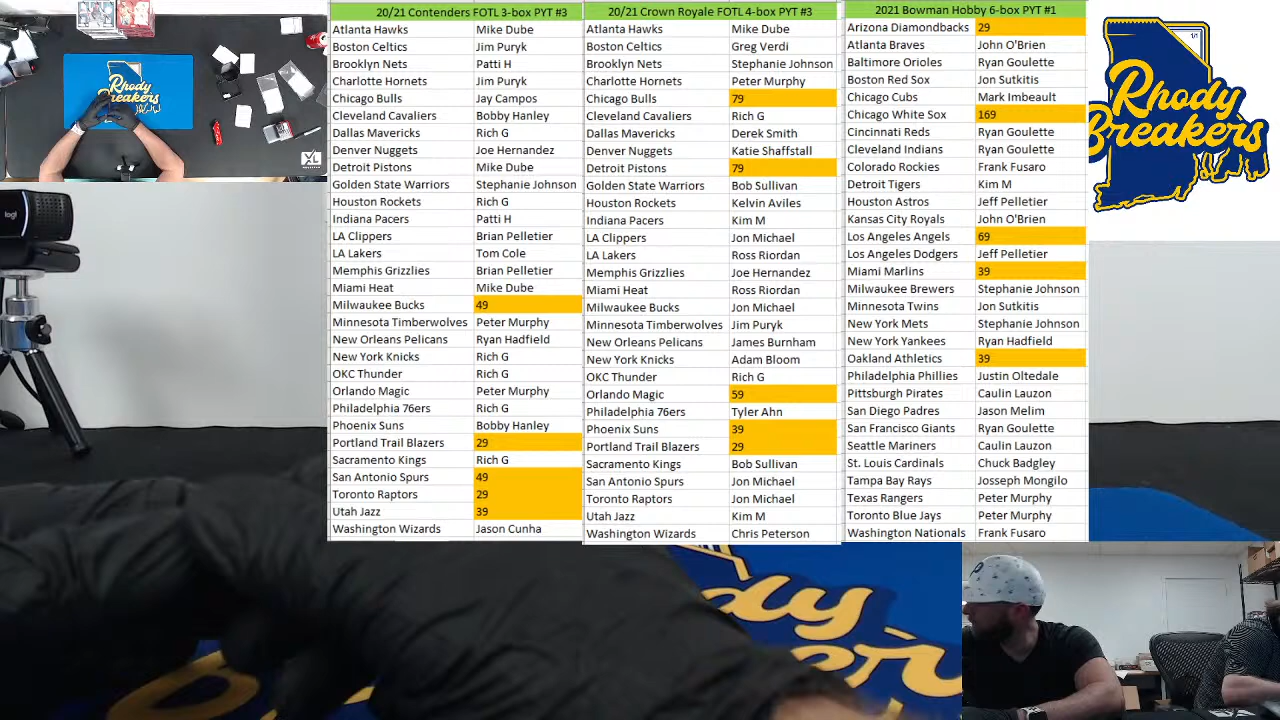 20/21 Contenders FOTL 3-box PYT #3
Atlanta Hawks Mike Dube
Boston Celtics Jim Puryk
Brooklyn Nets Patti H
Charlotte Hornets Jim Puryk
Chicago Bulls Jay Campos
Cleveland Cavaliers Bobby Hanley
Dallas Mavericks Rich G
Denver Nuggets Joe Hernandez
Detroit Pistons Mike Dube
Golden State Warriors Stephanie Johnson
Houston Rockets Rich G
Indiana Pacers Patti H
LA Clippers Brian Pelletier
LA Lakers Tom Cole
Memphis Grizzlies Brian Pelletier
Miami Heat Mike Dube
Milwaukee Bucks 49
Minnesota Timberwolves Peter Murphy
New Orleans Pelicans Ryan Hadfield
New York Knicks Rich G
OKC Thunder Rich G
Orlando Magic Peter Murphy
Philadelphia 76ers Rich G
Phoenix Suns Bobby Hanley
Portland Trail Blazers 29
Sacramento Kings Rich G
San Antonio Spurs 49
Toronto Raptors 29
Utah Jazz 39
Washington Wizards Jason Cunha
20/21 Crown Royale FOTL 4-box PYT #3
Atlanta Hawks Mike Dube
Boston Celtics Greg Verdi
Brooklyn Nets Stephanie Johnson
Charlotte Hornets Peter Murphy
Chicago Bulls 79
Cleveland Cavaliers Rich G
Dallas Mavericks Derek Smith
Denver Nuggets Katie Shaffstall
Detroit Pistons 79
Golden State Warriors Bob Sullivan
Houston Rockets Kelvin Aviles
Indiana Pacers Kim M
LA Clippers Jon Michael
LA Lakers Ross Riordan
Memphis Grizzlies Joe Hernandez
Miami Heat Ross Riordan
Milwaukee Bucks Jon Michael
Minnesota Timberwolves Jim Puryk
New Orleans Pelicans James Burnham
New York Knicks Adam Bloom
OKC Thunder Rich G
Orlando Magic 59
Philadelphia 76ers Tyler Ahn
Phoenix Suns 39
Portland Trail Blazers 29
Sacramento Kings Bob Sullivan
San Antonio Spurs Jon Michael
Toronto Raptors Jon Michael
Utah Jazz Kim M
Washington Wizards Chris Peterson
2021 Bowman Hobby 6-box PYT #1
Arizona Diamondbacks 29
Atlanta Braves John O'Brien
Baltimore Orioles Ryan Goulette
Boston Red Sox Jon Sutkitis
Chicago Cubs Mark Imbeault
Chicago White Sox 169
Cincinnati Reds Ryan Goulette
Cleveland Indians Ryan Goulette
Colorado Rockies Frank Fusaro
Detroit Tigers Kim M
Houston Astros Jeff Pelletier
Kansas City Royals John O'Brien
Los Angeles Angels 69
Los Angeles Dodgers Jeff Pelletier
Miami Marlins 39
Milwaukee Brewers Stephanie Johnson
Minnesota Twins Jon Sutkitis
New York Mets Stephanie Johnson
New York Yankees Ryan Hadfield
Oakland Athletics 39
Philadelphia Phillies Justin Oltedale
Pittsburgh Pirates Caulin Lauzon
San Diego Padres Jason Melim
San Francisco Giants Ryan Goulette
Seattle Mariners Caulin Lauzon
St. Louis Cardinals Chuck Badgley
Tampa Bay Rays Josseph Mongilo
Texas Rangers Peter Murphy
Toronto Blue Jays Peter Murphy
Washington Nationals Frank Fusaro
Rhody
Breakers
1/1
Rhody
Breakers
XL
logi